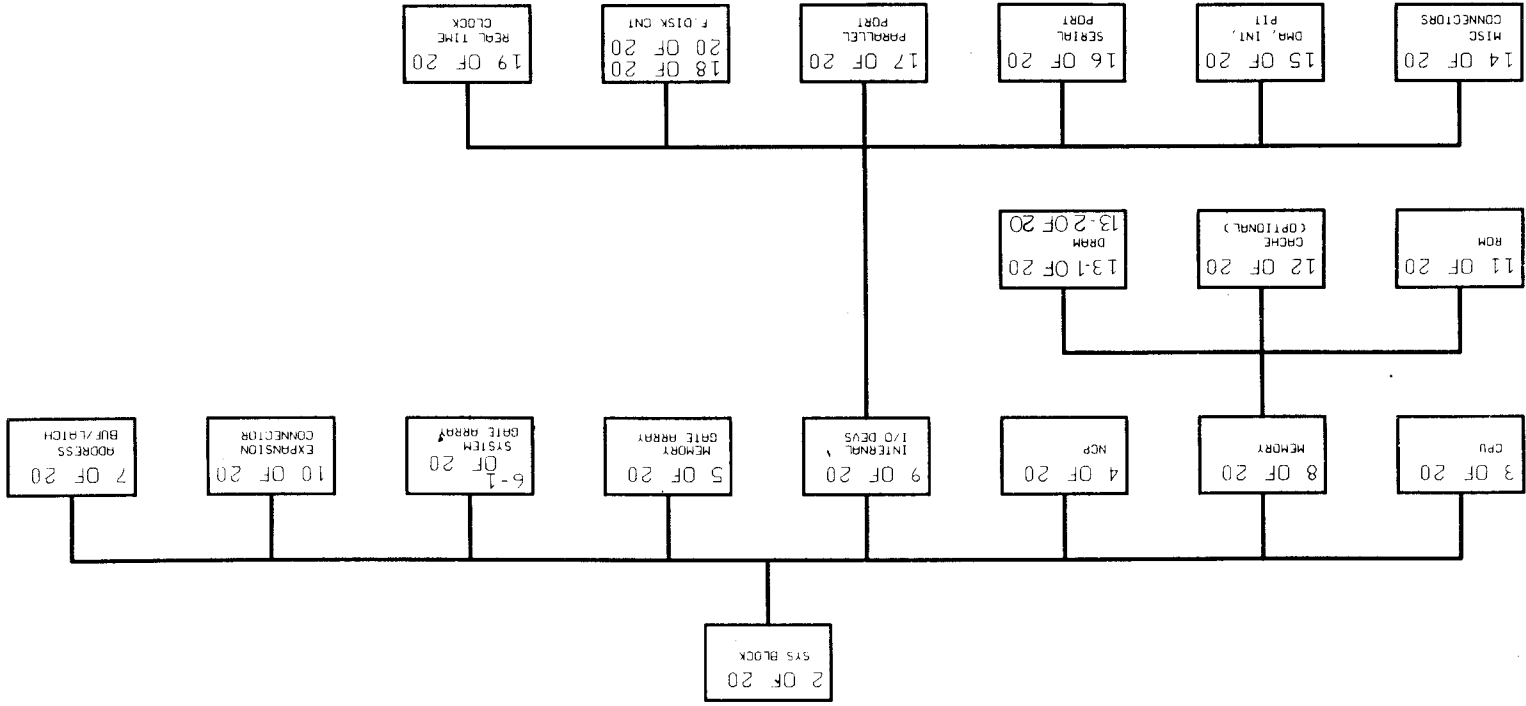 2 OF 20
SYS BLOCK
3 OF 20
CPU
8 OF 20
MEMORY
4 OF 20
NCP
9 OF 20
INTERNAL
I/O DEVS
5 OF 20
MEMORY
GATE ARRAY
6-1
OF 20
SYSTEM
GATE ARRAY
10 OF 20
EXPANSION
CONNECTOR
7 OF 20
ADDRESS
BUF/LATCH
11 OF 20
ROM
12 OF 20
CACHE
(OPTIONAL)
13-1 OF 20
DRAM
13-2 OF 20
14 OF 20
MISC
CONNECTORS
15 OF 20
DMA, INT,
PIT
16 OF 20
SERIAL
PORT
17 OF 20
PARALLEL
PORT
18 OF 20
20 OF 20
F.DISK CNT
19 OF 20
REAL TIME
CLOCK